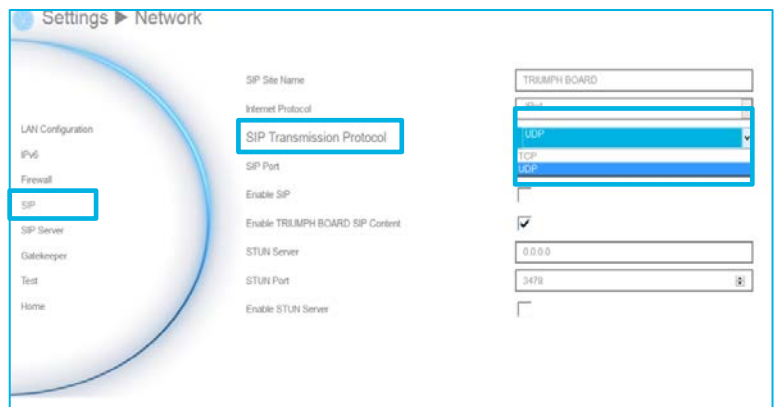 Settings ▶ Network
LAN Configuration
IPv6
Firewall
SIP
SIP Server
Gatekeeper
Test
Home
SIP Site Name
TRIUMPH BOARD
Internet Protocol
SIP Transmission Protocol
UDP
TCP
UDP
SIP Port
Enable SIP
Enable TRIUMPH BOARD SIP Content
STUN Server
0.0.0.0
STUN Port
3478
Enable STUN Server